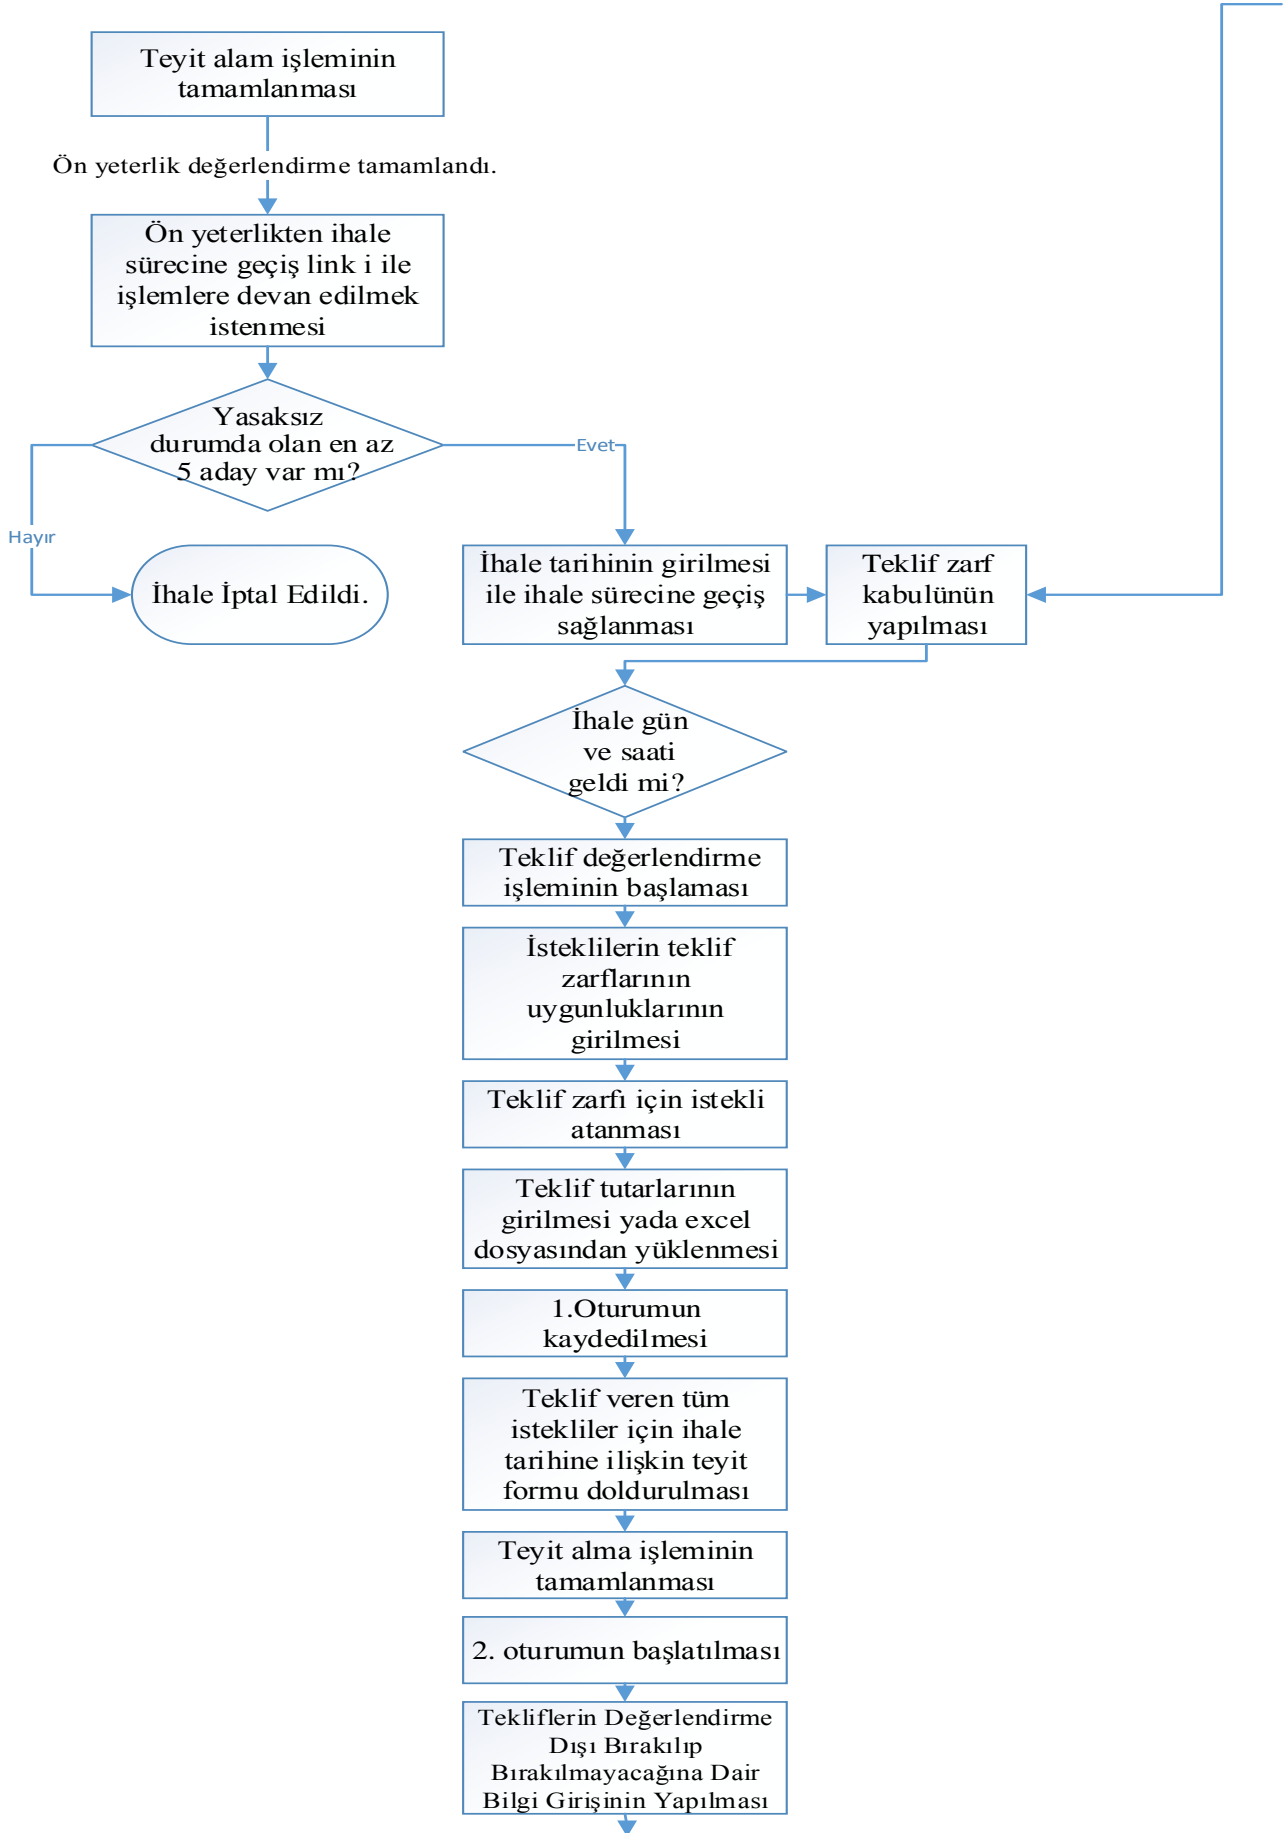 Teyit alam işleminin
tamamlanması
Ön yeterlik değerlendirme tamamlandı.
Ön yeterlikten ihale
sürecine geçiş link i ile
işlemlere devan edilmek
istenmesi
Yasaksız
durumda olan en az
5 aday var mı?
Evet
Hayır
İhale İptal Edildi.
İhale tarihinin girilmesi
ile ihale sürecine geçiş
sağlanması
Teklif zarf
kabulünün
yapılması
İhale gün
ve saati
geldi mi?
Teklif değerlendirme
işleminin başlaması
İsteklilerin teklif
zarflarının
uygunluklarının
girilmesi
Teklif zarfı için istekli
atanması
Teklif tutarlarının
girilmesi yada excel
dosyasından yüklenmesi
1.Oturumun
kaydedilmesi
Teklif veren tüm
istekliler için ihale
tarihine ilişkin teyit
formu doldurulması
Teyit alma işleminin
tamamlanması
2. oturumun başlatılması
Tekliflerin Değerlendirme
Dışı Bırakılıp
Bırakılmayacağına Dair
Bilgi Girişinin Yapılması